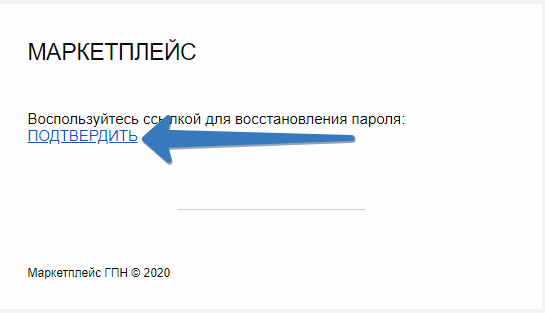 МАРКЕТПЛЕЙС
Воспользуйтесь ссылкой для восстановления пароля:
ПОДТВЕРДИТЬ
Маркетплейс ГПН © 2020